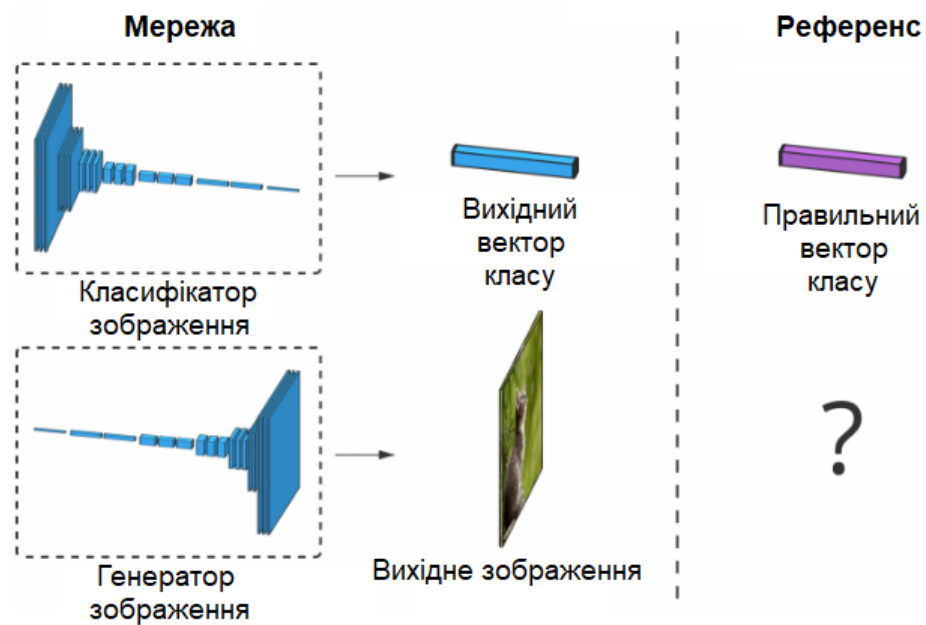 Мережа
Референс
Вихідний
вектор
класу
Правильний
вектор
класу
Класифікатор
зображення
?
Вихідне зображення
Генератор
зображення